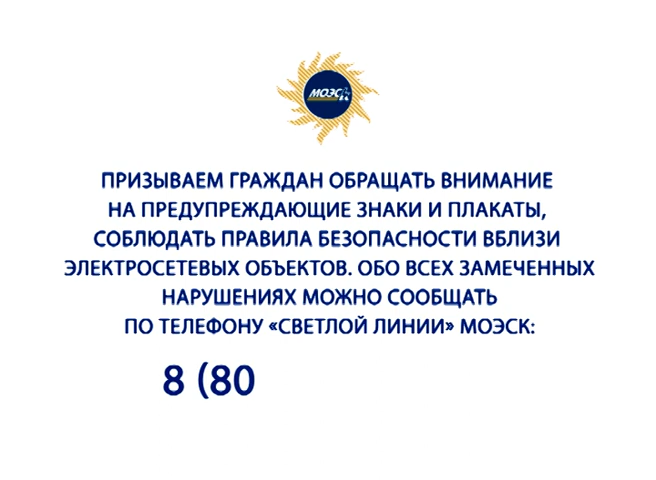 МОЭСК
ПРИЗЫВАЕМ ГРАЖДАН ОБРАЩАТЬ ВНИМАНИЕ
НА ПРЕДУПРЕЖДАЮЩИЕ ЗНАКИ И ПЛАКАТЫ,
СОБЛЮДАТЬ ПРАВИЛА БЕЗОПАСНОСТИ ВБЛИЗИ
ЭЛЕКТРОСЕТЕВЫХ ОБЪЕКТОВ. ОБО ВСЕХ ЗАМЕЧЕННЫХ
НАРУШЕНИЯХ МОЖНО СООБЩАТЬ
ПО ТЕЛЕФОНУ «СВЕТЛОЙ ЛИНИИ» МОЭСК:
8 (80